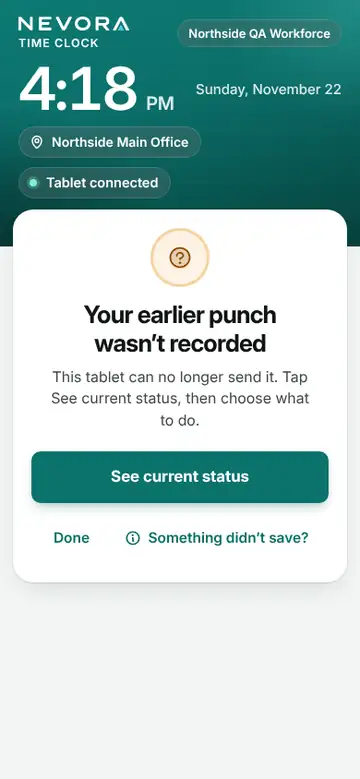 NEVORA
TIME CLOCK
Northside QA Workforce
4:18 PM
Sunday, November 22
Northside Main Office
Tablet connected
Your earlier punch
wasn’t recorded
This tablet can no longer send it. Tap
See current status, then choose what
to do.
See current status
Done
Something didn’t save?